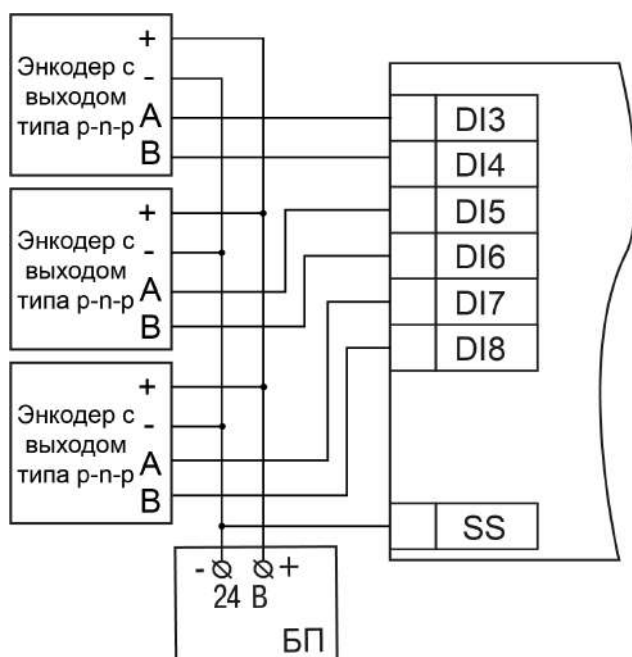 Энкодер с
выходом
типа p-n-p
+
-
A
B
Энкодер с
выходом
типа p-n-p
+
-
A
B
Энкодер с
выходом
типа p-n-p
+
-
A
B
DI3
DI4
DI5
DI6
DI7
DI8
SS
- +
24 В
БП